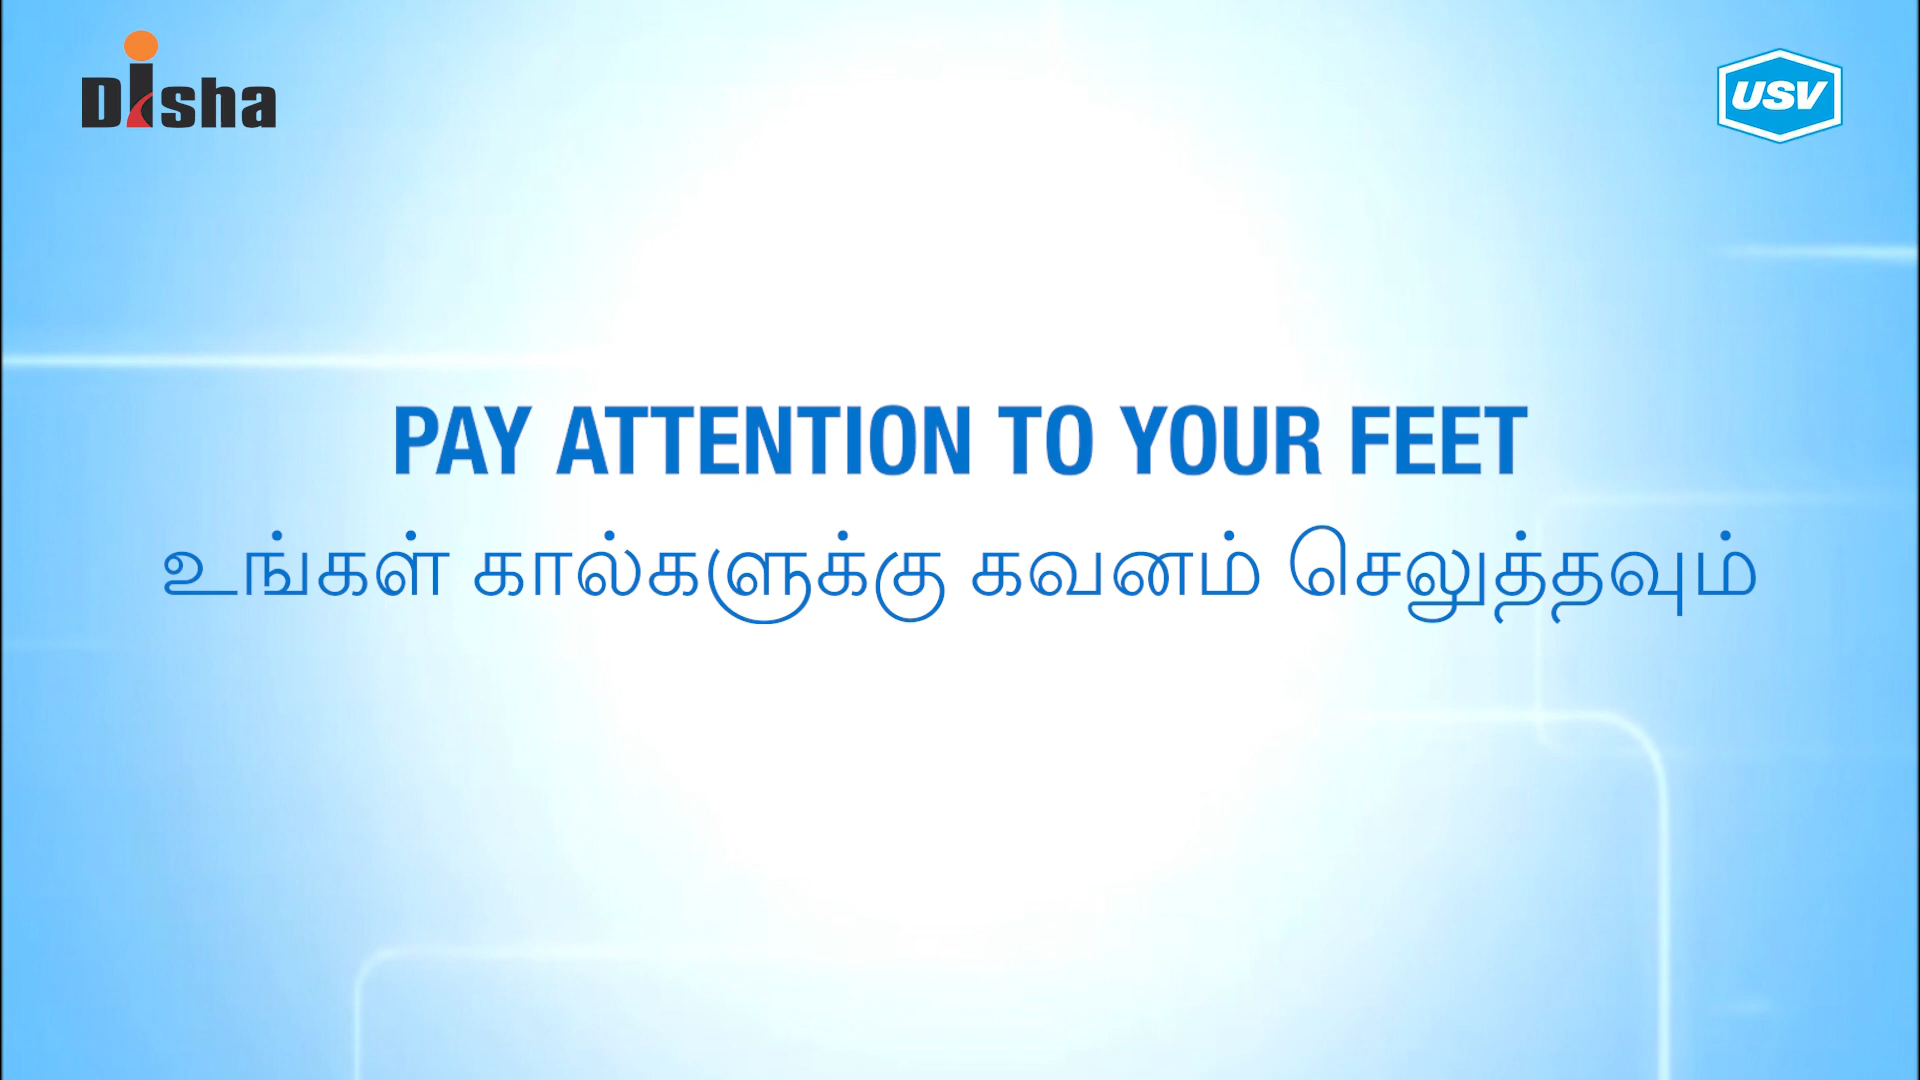 Disha
USV
PAY ATTENTION TO YOUR FEET
உங்கள் கால்களுக்கு கவனம் செலுத்தவும்